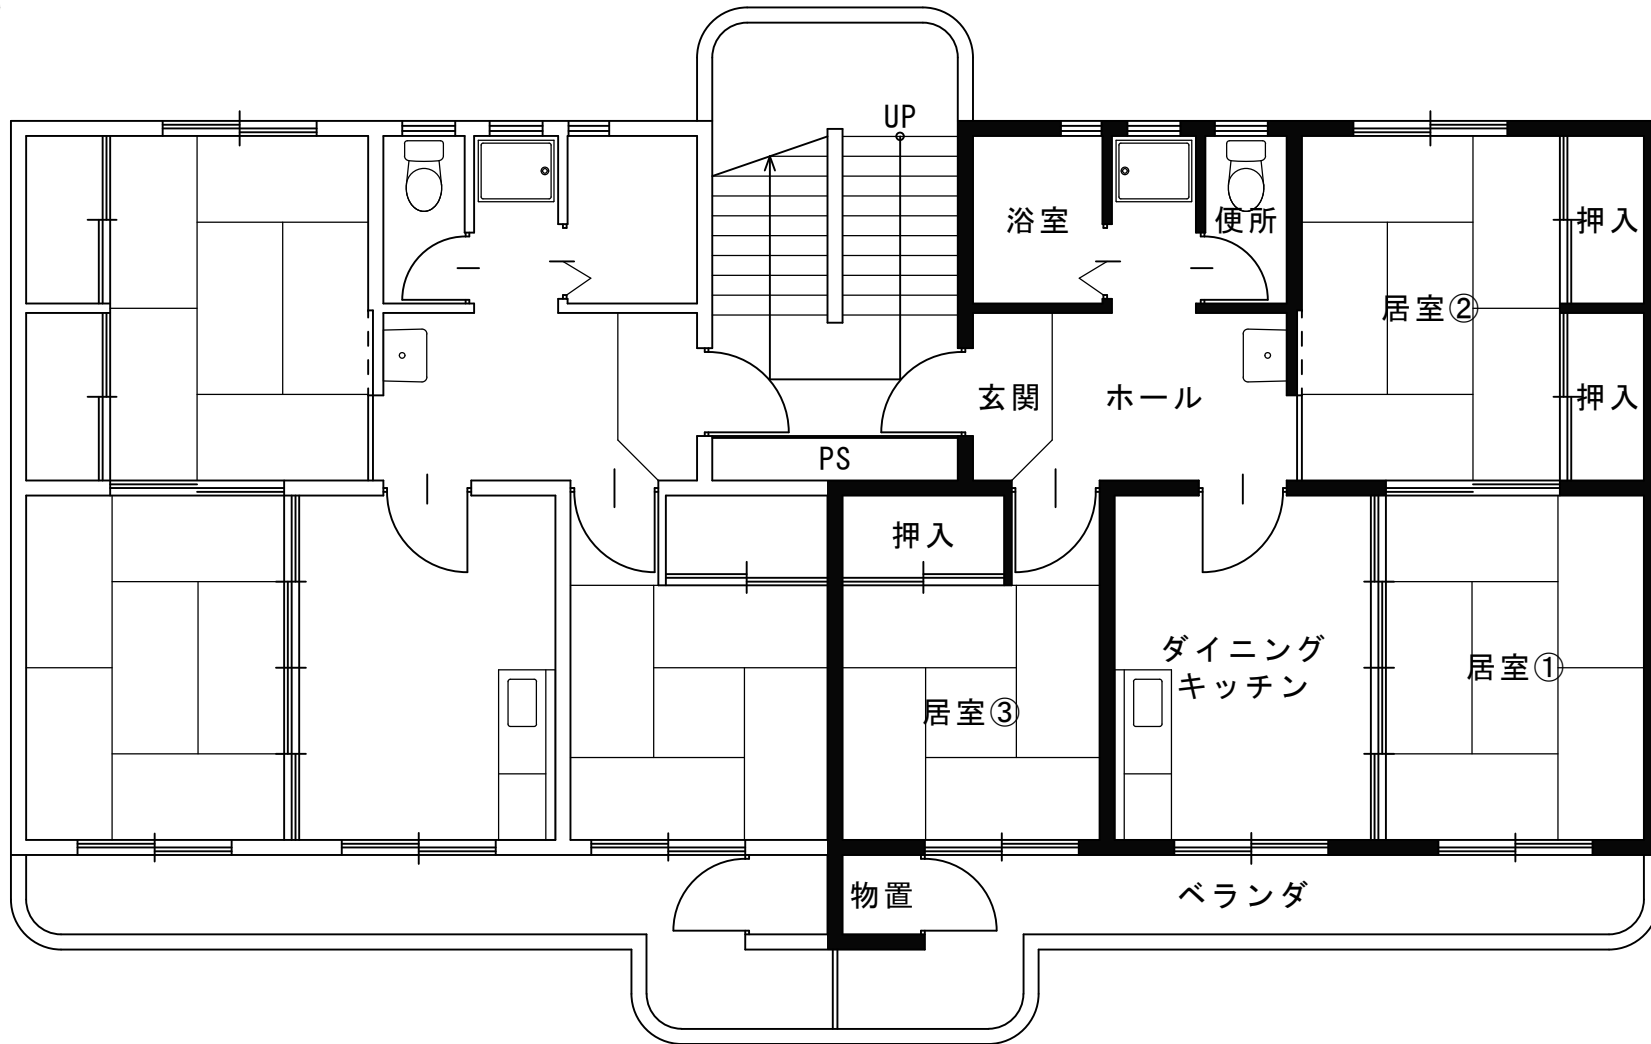 UP
浴室
便所
押入
居室②
玄関
ホール
押入
PS
押入
ダイニング
キッチン
居室①
居室③
物置
ベランダ